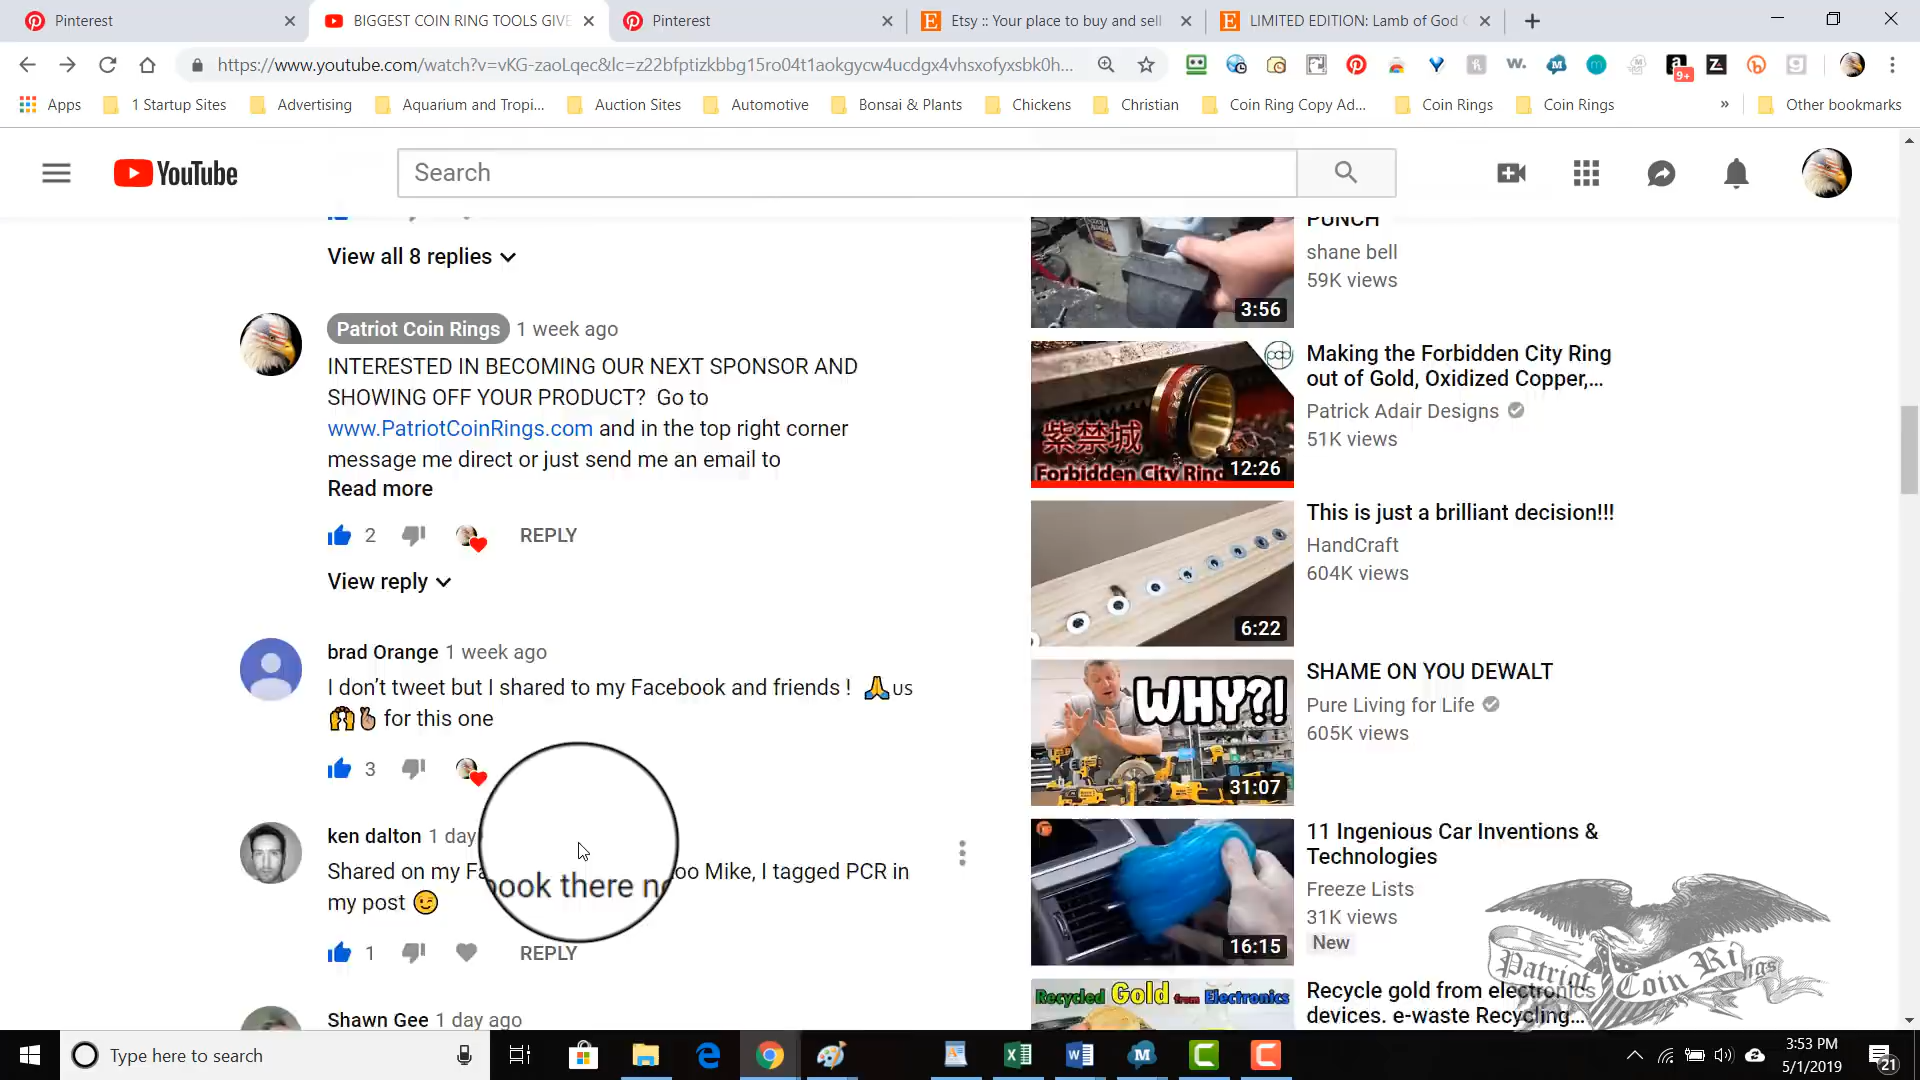 Pinterest
BIGGEST COIN RING TOOLS GIVE
Pinterest
Etsy :: Your place to buy and sell
LIMITED EDITION: Lamb of God
https://www.youtube.com/watch?v=vKG-zaoLqec&lc=z22bfptizkbbg15ro04t1aokgycw4ucdgx4vhsxofyxsbk0h...
Apps
1 Startup Sites
Advertising
Aquarium and Tropi...
Auction Sites
Automotive
Bonsai & Plants
Chickens
Christian
Coin Ring Copy Ad...
Coin Rings
Coin Rings
»
Other bookmarks
YouTube
Search
View all 8 replies
Patriot Coin Rings 1 week ago
INTERESTED IN BECOMING OUR NEXT SPONSOR AND
SHOWING OFF YOUR PRODUCT? Go to
www.PatriotCoinRings.com and in the top right corner
message me direct or just send me an email to
Read more
2
REPLY
View reply
brad Orange 1 week ago
I don't tweet but I shared to my Facebook and friends ! 🙏 US
🙌🤞 for this one
3
ken dalton 1 day
Shared on my Fa
book there no
oo Mike, I tagged PCR in
my post 😉
1
REPLY
Shawn Gee 1 day ago
PUNCH
shane bell
59K views
3:56
Making the Forbidden City Ring
out of Gold, Oxidized Copper,...
Patrick Adair Designs
51K views
紫禁城
Forbidden City Ring
12:26
This is just a brilliant decision!!!
HandCraft
604K views
6:22
SHAME ON YOU DEWALT
Pure Living for Life
605K views
WHY?!
31:07
11 Ingenious Car Inventions &
Technologies
Freeze Lists
31K views
New
16:15
Recycle gold from electronics
devices. e-waste Recycling...
Recycled Gold from Electronics
Patriot Coin Rings
Type here to search
3:53 PM
5/1/2019
21
9+